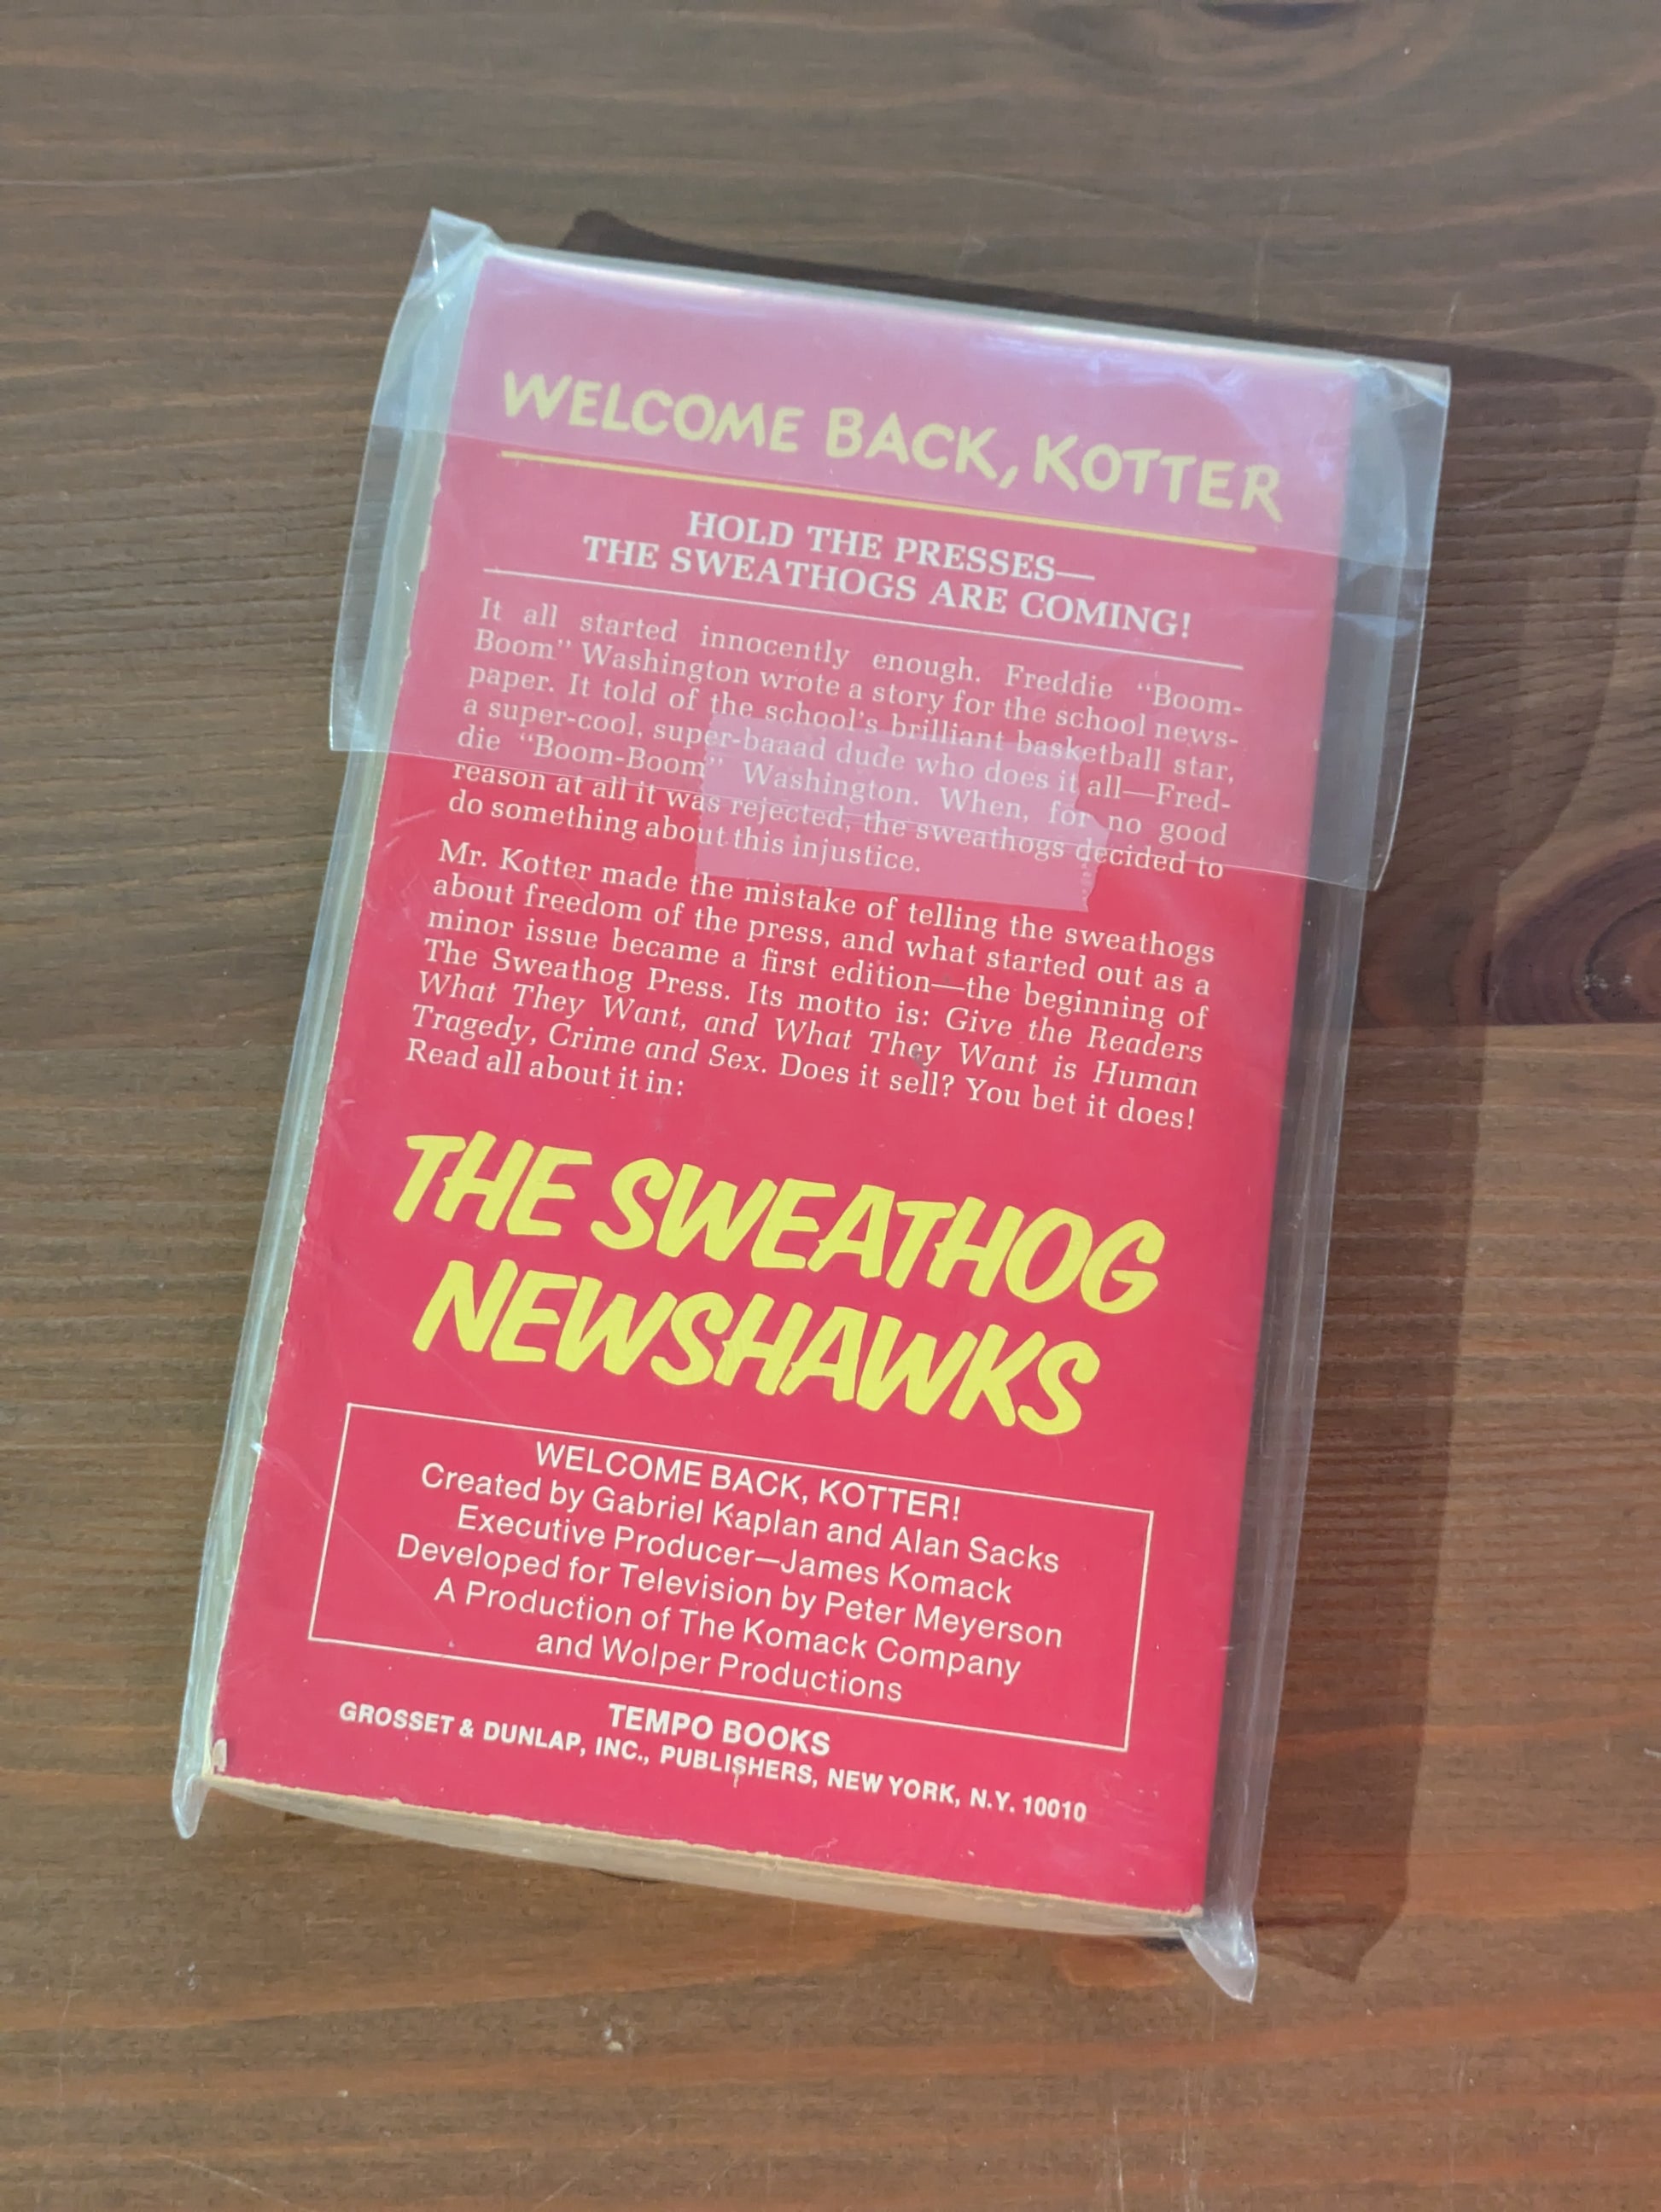 WELCOME BACK, KOTTER
HOLD THE PRESSES—
THE SWEATHOGS ARE COMING!
It all started innocently enough. Freddie “Boom-
Boom” Washington wrote a story for the school news-
paper. It told of the school’s brilliant basketball star,
a super-cool, super-baaad dude who does it all—Fred-
die “Boom-Boom” Washington. When, for no good
reason at all it was rejected, the sweathogs decided to
do something about this injustice.
Mr. Kotter made the mistake of telling the sweathogs
about freedom of the press, and what started out as a
minor issue became a first edition—the beginning of
The Sweathog Press. Its motto is: Give the Readers
What They Want, and What They Want is Human
Tragedy, Crime and Sex. Does it sell? You bet it does!
Read all about it in:
THE SWEATHOG
NEWSHAWKS
WELCOME BACK, KOTTER!
Created by Gabriel Kaplan and Alan Sacks
Executive Producer—James Komack
Developed for Television by Peter Meyerson
A Production of The Komack Company
and Wolper Productions
TEMPO BOOKS
GROSSET & DUNLAP, INC., PUBLISHERS, NEW YORK, N.Y. 10010